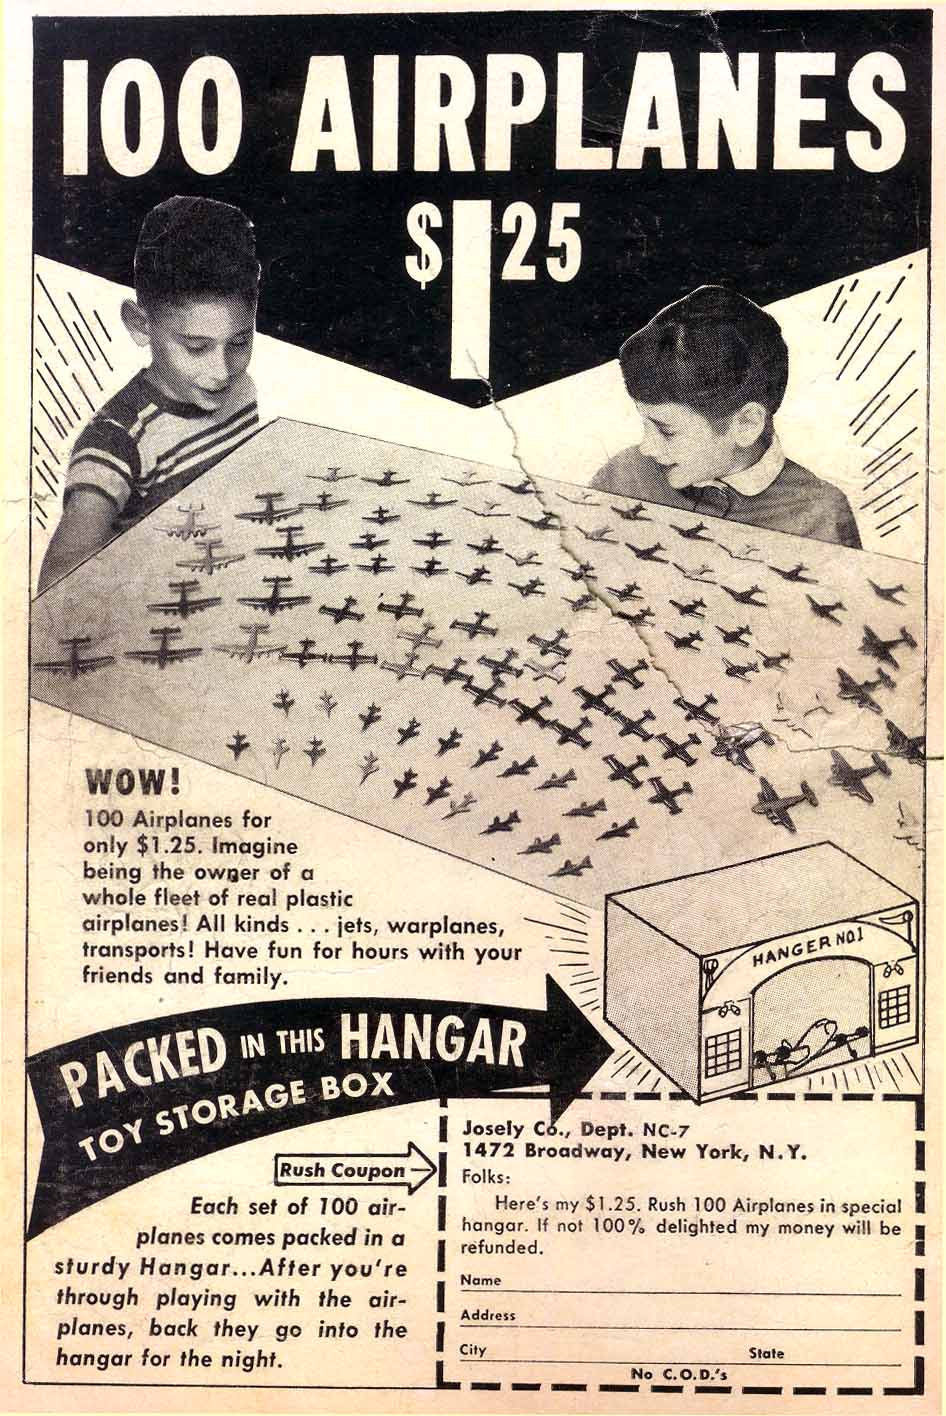 100 AIRPLANES
$1.25
WOW!
100 Airplanes for
only $1.25. Imagine
being the owner of a
whole fleet of real plastic
airplanes! All kinds . . . jets, warplanes,
transports! Have fun for hours with your
friends and family.
HANGER NO1
PACKED IN THIS HANGAR
TOY STORAGE BOX
Rush Coupon
Each set of 100 air-
planes comes packed in a
sturdy Hangar...After you're
through playing with the air-
planes, back they go into the
hangar for the night.
Josely Co., Dept. NC-7
1472 Broadway, New York, N.Y.
Folks:
Here's my $1.25. Rush 100 Airplanes in special
hangar. If not 100% delighted my money will be
refunded.
Name
Address
City State
No C.O.D.'s